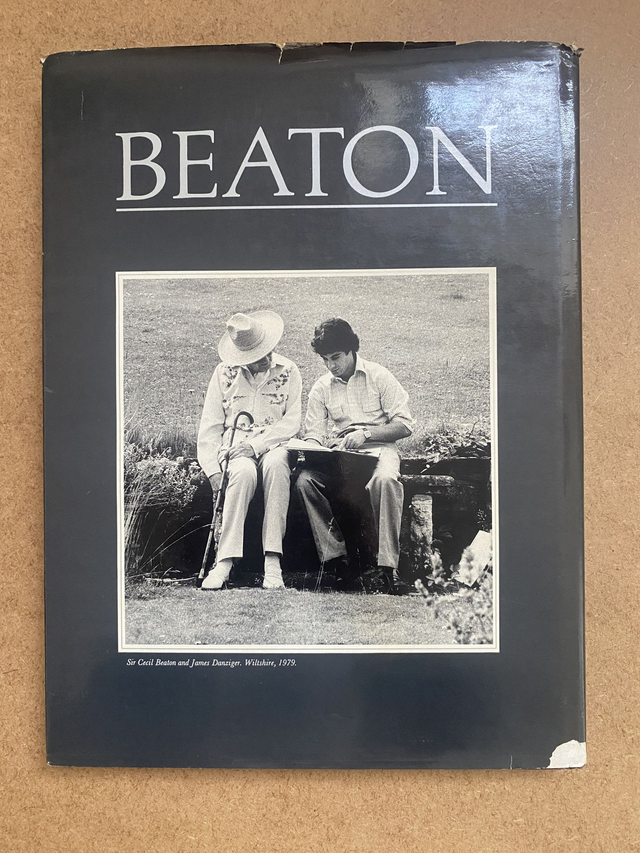 BEATON
Sir Cecil Beaton and James Danziger. Wiltshire, 1979.